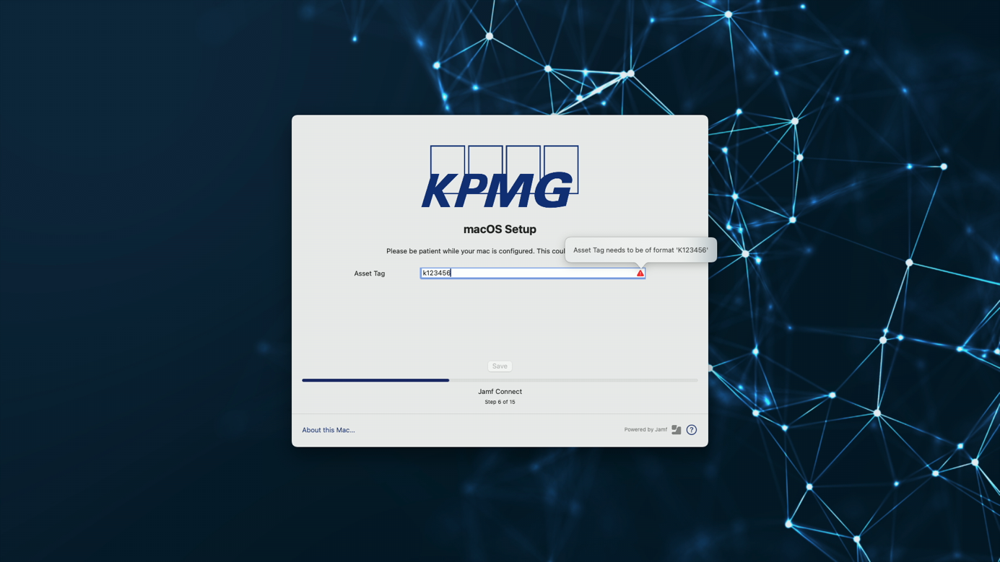 KPMG
macOS Setup
Please be patient while your mac is configured. This coul
Asset Tag needs to be of format 'K123456'
Asset Tag
k123456
Save
Jamf Connect
Step 6 of 15
About this Mac...
Powered by Jamf
?